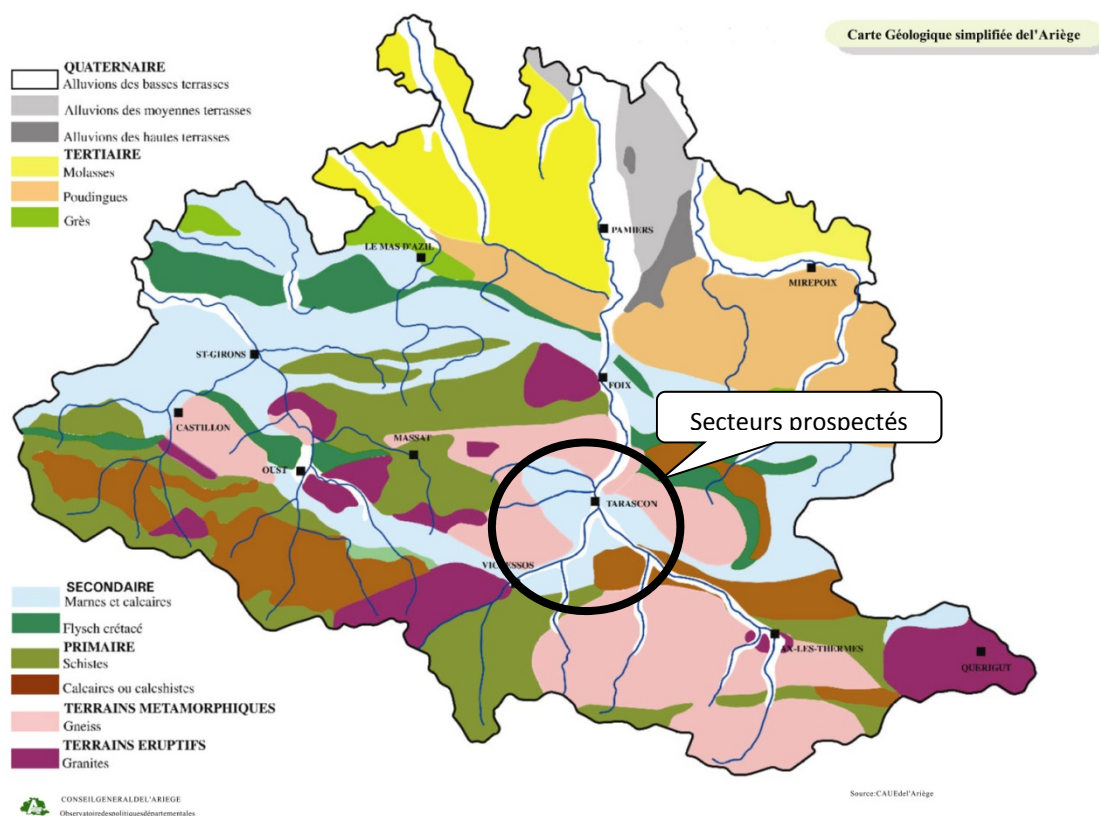 Carte Géologique simplifiée del'Ariège
QUATERNAIRE
Alluvions des basses terrasses
Alluvions des moyennes terrasses
Alluvions des hautes terrasses
TERTIAIRE
Molasses
Poudingues
Grès
PAMIERS
LE MAS D'AZIL
MIREPOIX
ST-GIRONS
FOIX
Secteurs prospectés
CASTILLON
MASSAT
OUST
TARASCON
VICDESSOS
AX-LES-THERMES
QUERIGUT
SECONDAIRE
Marnes et calcaires
Flysch crétacé
PRIMAIRE
Schistes
Calcaires ou calcshistes
TERRAINS METAMORPHIQUES
Gneiss
TERRAINS ERUPTIFS
Granites
CONSEILGENERALDEL'ARIEGE
Observatoiredespolitiquesdépartementales
Source:CAUEdel'Ariège